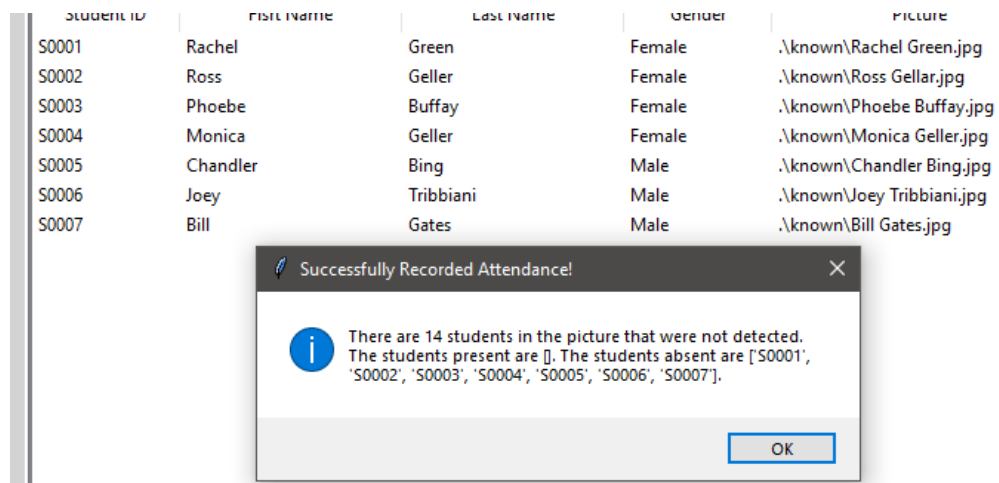 Student ID Fisrt Name Last Name Gender Picture
S0001 Rachel Green Female .\known\Rachel Green.jpg
S0002 Ross Geller Female .\known\Ross Gellar.jpg
S0003 Phoebe Buffay Female .\known\Phoebe Buffay.jpg
S0004 Monica Geller Female .\known\Monica Geller.jpg
S0005 Chandler Bing Male .\known\Chandler Bing.jpg
S0006 Joey Tribbiani Male .\known\Joey Tribbiani.jpg
S0007 Bill Gates Male .\known\Bill Gates.jpg
Successfully Recorded Attendance!
There are 14 students in the picture that were not detected.
The students present are []. The students absent are ['S0001',
'S0002', 'S0003', 'S0004', 'S0005', 'S0006', 'S0007'].
OK